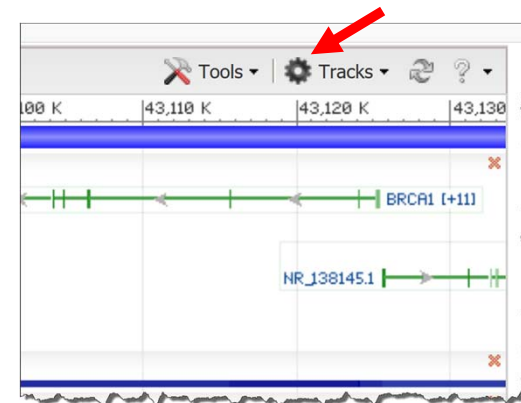 Tools Tracks ?
100 K 43,110 K 43,120 K 43,130
BRCA1 [+11]
NR_138145.1